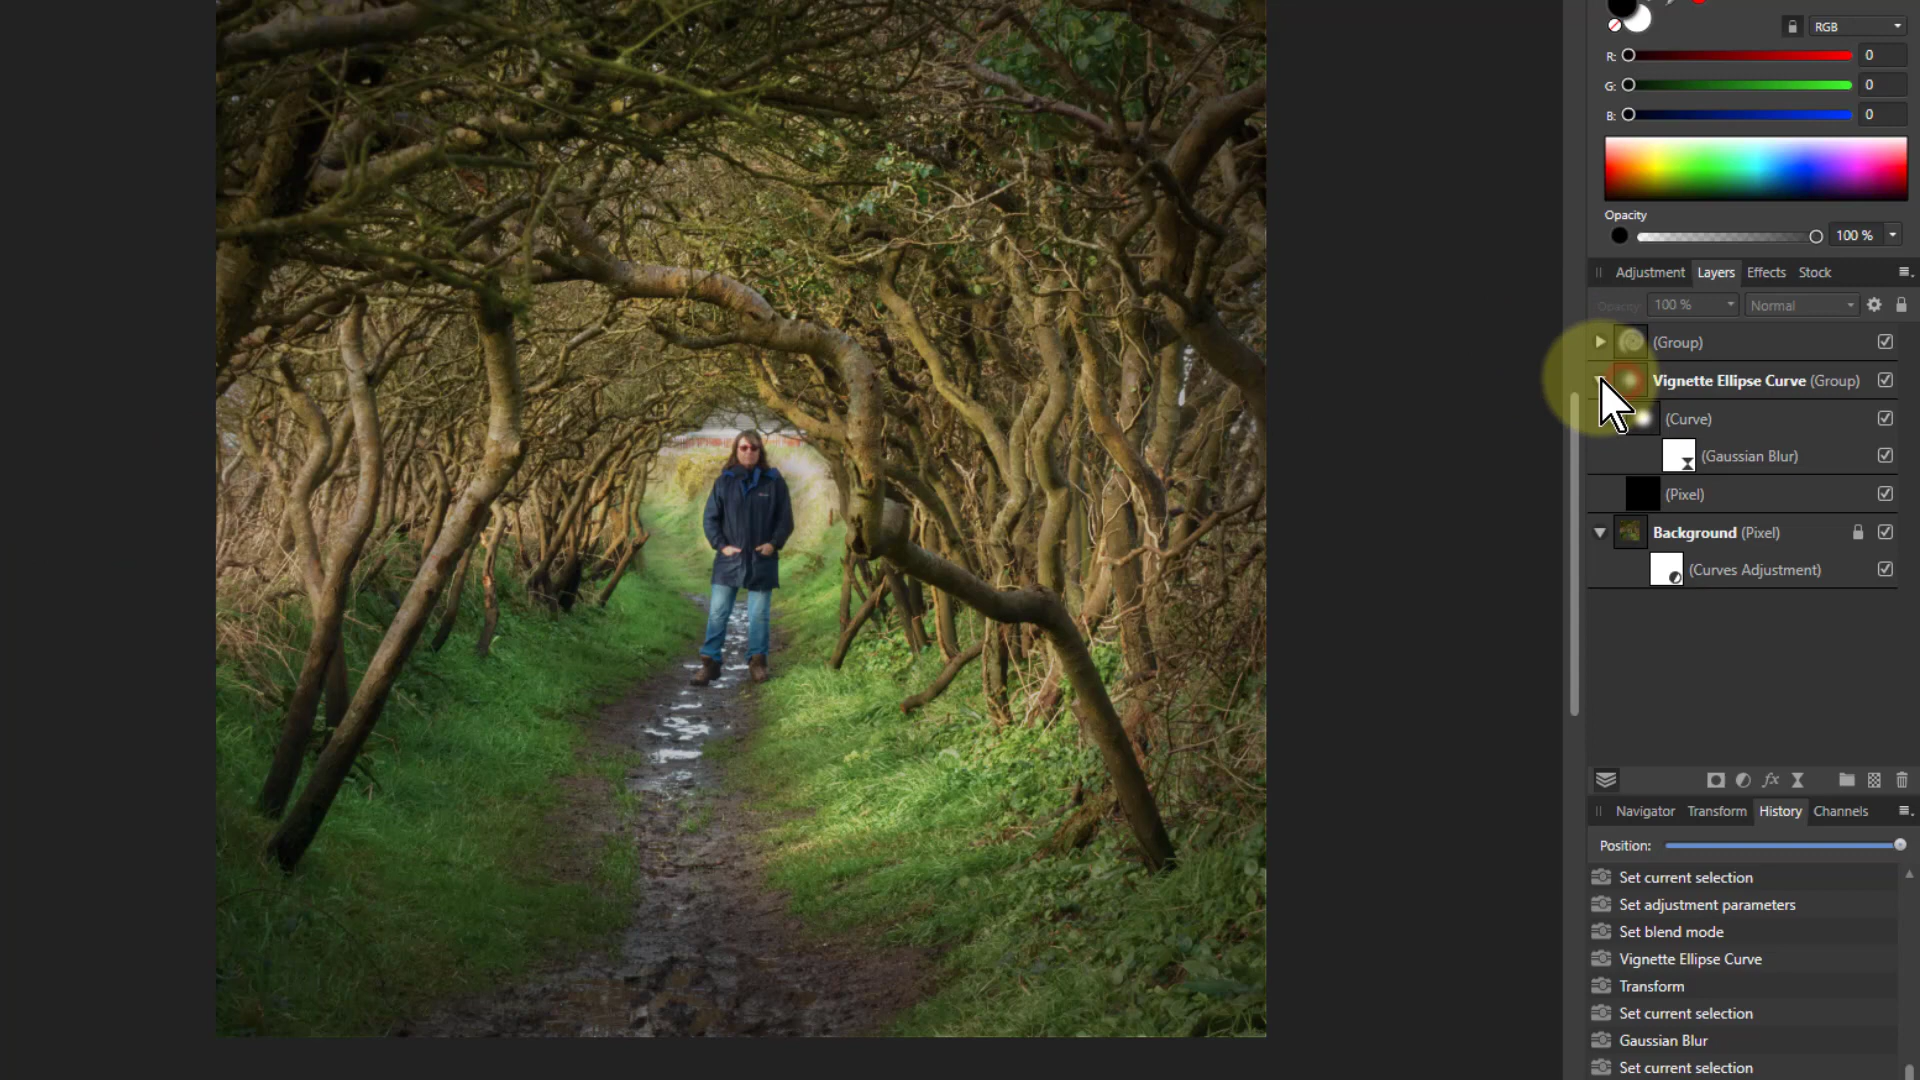 RGB
R: 0
G: 0
B: 0
Opacity
100 %
Adjustment Layers Effects Stock
Opacity: 100 % Normal
(Group)
Vignette Ellipse Curve (Group)
(Curve)
(Gaussian Blur)
(Pixel)
Background (Pixel)
(Curves Adjustment)
fx
Navigator Transform History Channels
Position:
Set current selection
Set adjustment parameters
Set blend mode
Vignette Ellipse Curve
Transform
Set current selection
Gaussian Blur
Set current selection